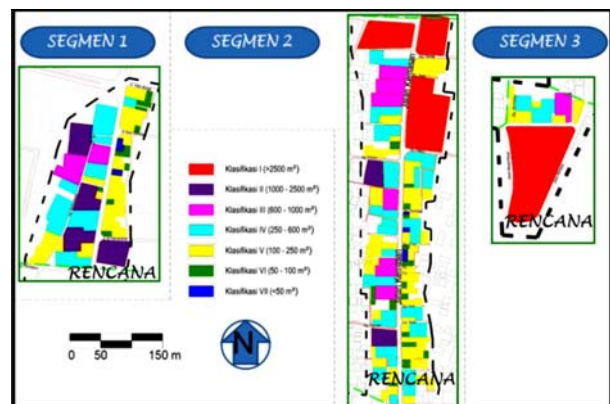 SEGMEN 1
SEGMEN 2
SEGMEN 3
Klasifikasi I (>2500 m²)
Klasifikasi II (1000 - 2500 m²)
Klasifikasi III (600 - 1000 m²)
Klasifikasi IV (250 - 600 m²)
Klasifikasi V (100 - 250 m²)
Klasifikasi VI (50 - 100 m²)
Klasifikasi VII (<50 m²)
RENCANA
RENCANA
RENCANA
0 50 150 m
N